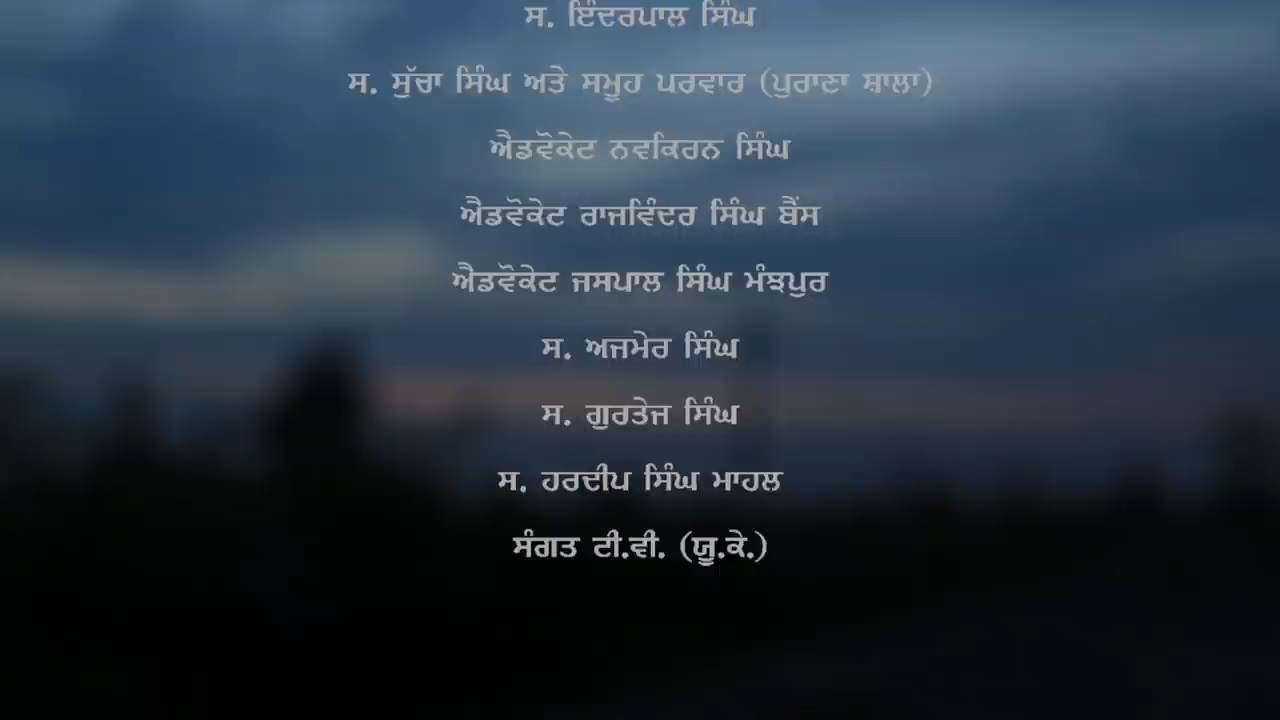 ਸ. ਇੰਦਰਪਾਲ ਸਿੰਘ
ਸ. ਸੁੱਚਾ ਸਿੰਘ ਅਤੇ ਸਮੂਹ ਪਰਵਾਰ (ਪੁਰਾਣਾ ਸ਼ਾਲਾ)
ਐਡਵੋਕੇਟ ਨਵਕਿਰਨ ਸਿੰਘ
ਐਡਵੋਕੇਟ ਰਾਜਵਿੰਦਰ ਸਿੰਘ ਬੈਂਸ
ਐਡਵੋਕੇਟ ਜਸਪਾਲ ਸਿੰਘ ਮੰਝਪੁਰ
ਸ. ਅਜਮੇਰ ਸਿੰਘ
ਸ. ਗੁਰਤੇਜ ਸਿੰਘ
ਸ. ਹਰਦੀਪ ਸਿੰਘ ਮਾਹਲ
ਸੰਗਤ ਟੀ.ਵੀ. (ਯੂ.ਕੇ.)